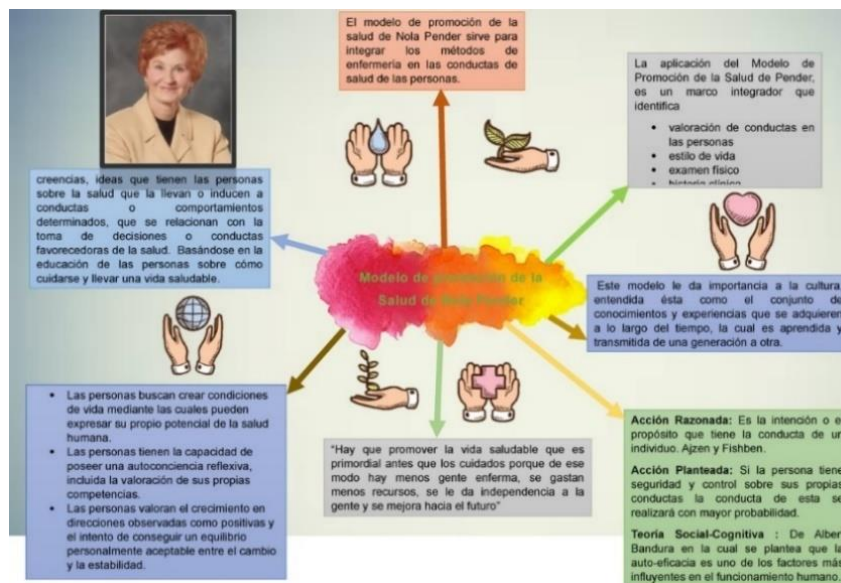 El modelo de promoción de la
salud de Nola Pender sirve para
integrar los métodos de
enfermería en las conductas de
salud de las personas.
La aplicación del Modelo de
Promoción de la Salud de Pender,
es un marco integrador que
identifica
• valoración de conductas en
las personas
• estilo de vida
• examen físico
• historia clínica
creencias, ideas que tienen las personas
sobre la salud que la llevan o inducen a
conductas o comportamientos
determinados, que se relacionan con la
toma de decisiones o conductas
favorecedoras de la salud. Basándose en la
educación de las personas sobre cómo
cuidarse y llevar una vida saludable.
Modelo de promoción de la
Salud de Nola Pender
Este modelo le da importancia a la cultura,
entendida ésta como el conjunto de
conocimientos y experiencias que se adquieren
a lo largo del tiempo, la cual es aprendida y
transmitida de una generación a otra.
• Las personas buscan crear condiciones
de vida mediante las cuales pueden
expresar su propio potencial de la salud
humana.
• Las personas tienen la capacidad de
poseer una autoconciencia reflexiva,
incluida la valoración de sus propias
competencias.
• Las personas valoran el crecimiento en
direcciones observadas como positivas y
el intento de conseguir un equilibrio
personalmente aceptable entre el cambio
y la estabilidad.
"Hay que promover la vida saludable que es
primordial antes que los cuidados porque de ese
modo hay menos gente enferma, se gastan
menos recursos, se le da independencia a la
gente y se mejora hacia el futuro"
Acción Razonada: Es la intención o e
propósito que tiene la conducta de un
individuo. Ajzen y Fishben.
Acción Planteada: Si la persona tiene
seguridad y control sobre sus propias
conductas la conducta de esta se
realizará con mayor probabilidad.
Teoría Social-Cognitiva : De Alber
Bandura en la cual se plantea que la
auto-eficacia es uno de los factores más
influyentes en el funcionamiento humano.